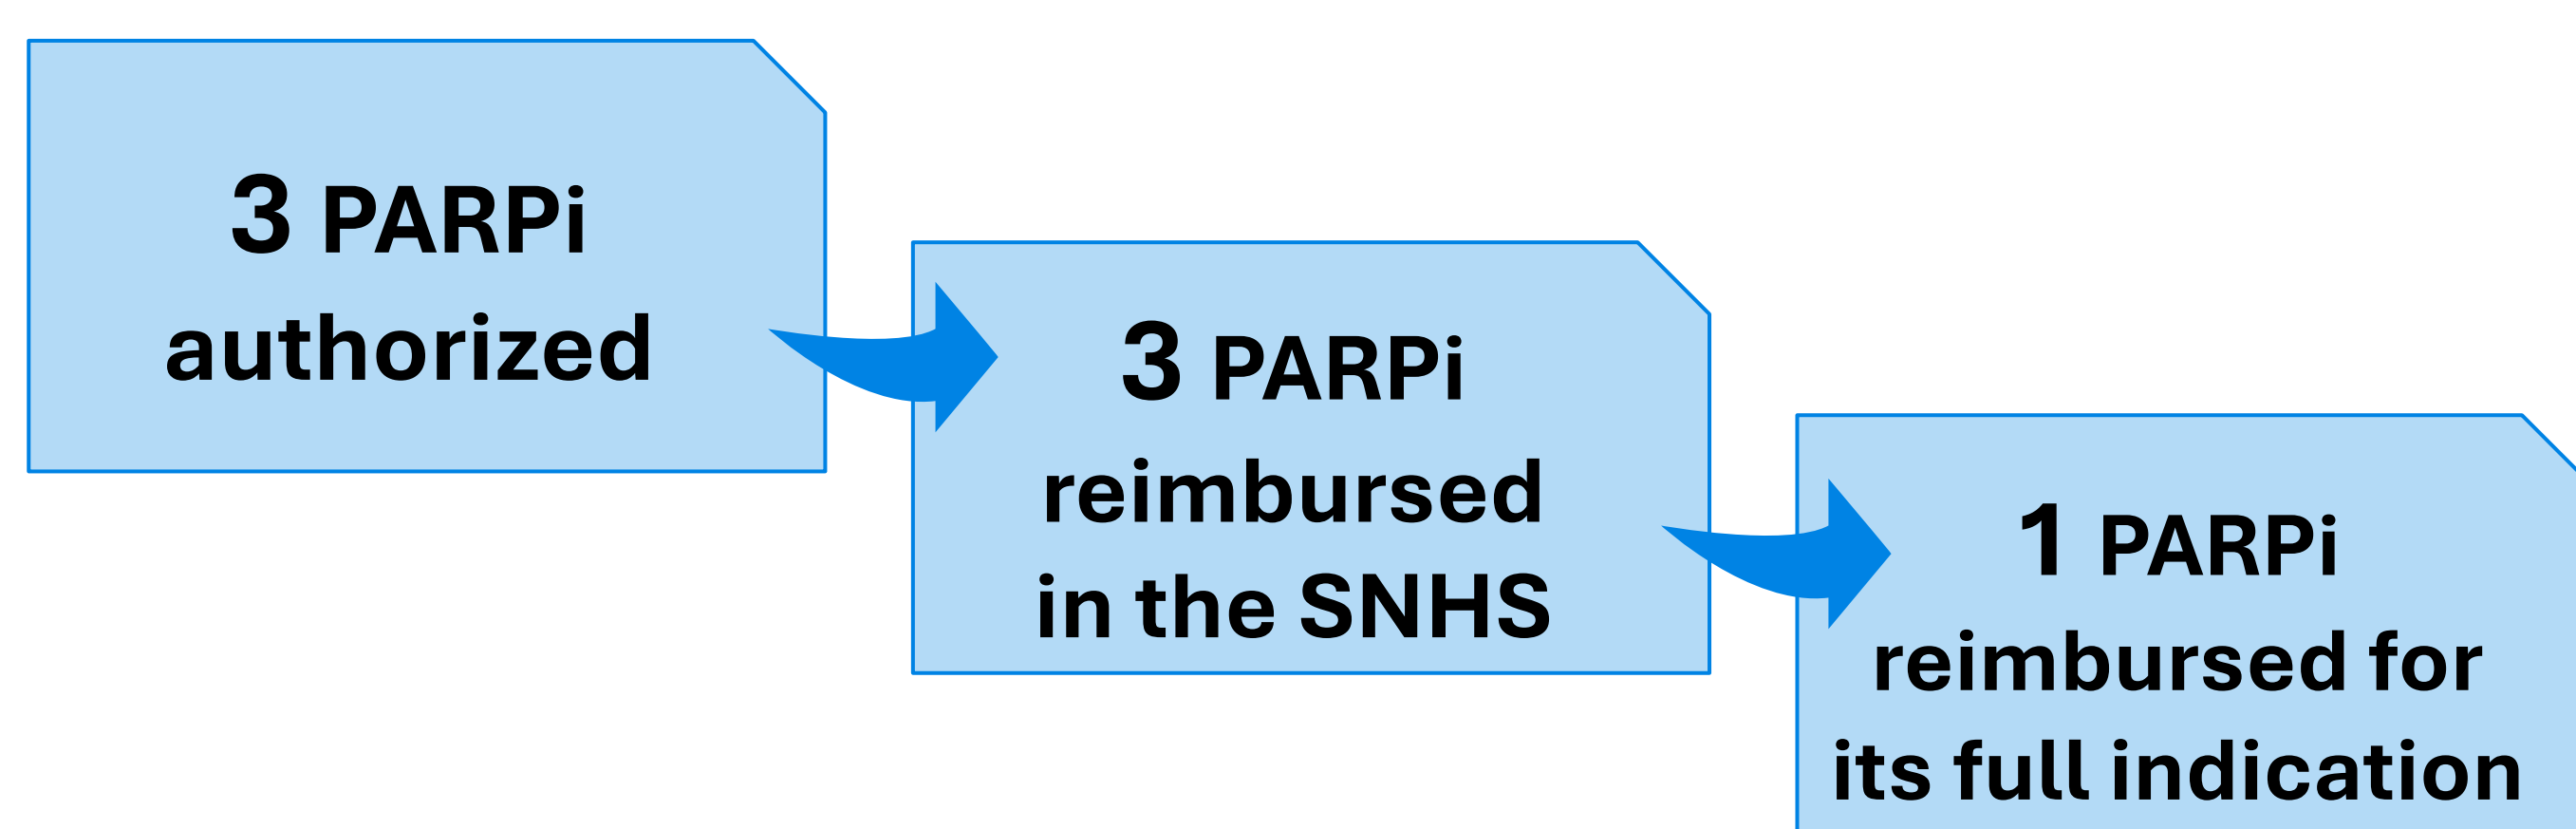 3 PARPi
authorized
3 PARPi
reimbursed
in the SNHS
1 PARPi
reimbursed for
its full indication